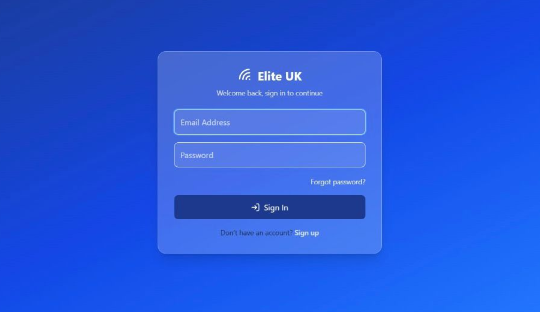 Elite UK
Welcome back, sign in to continue
Email Address
Password
Forgot password?
Sign In
Don't have an account? Sign up